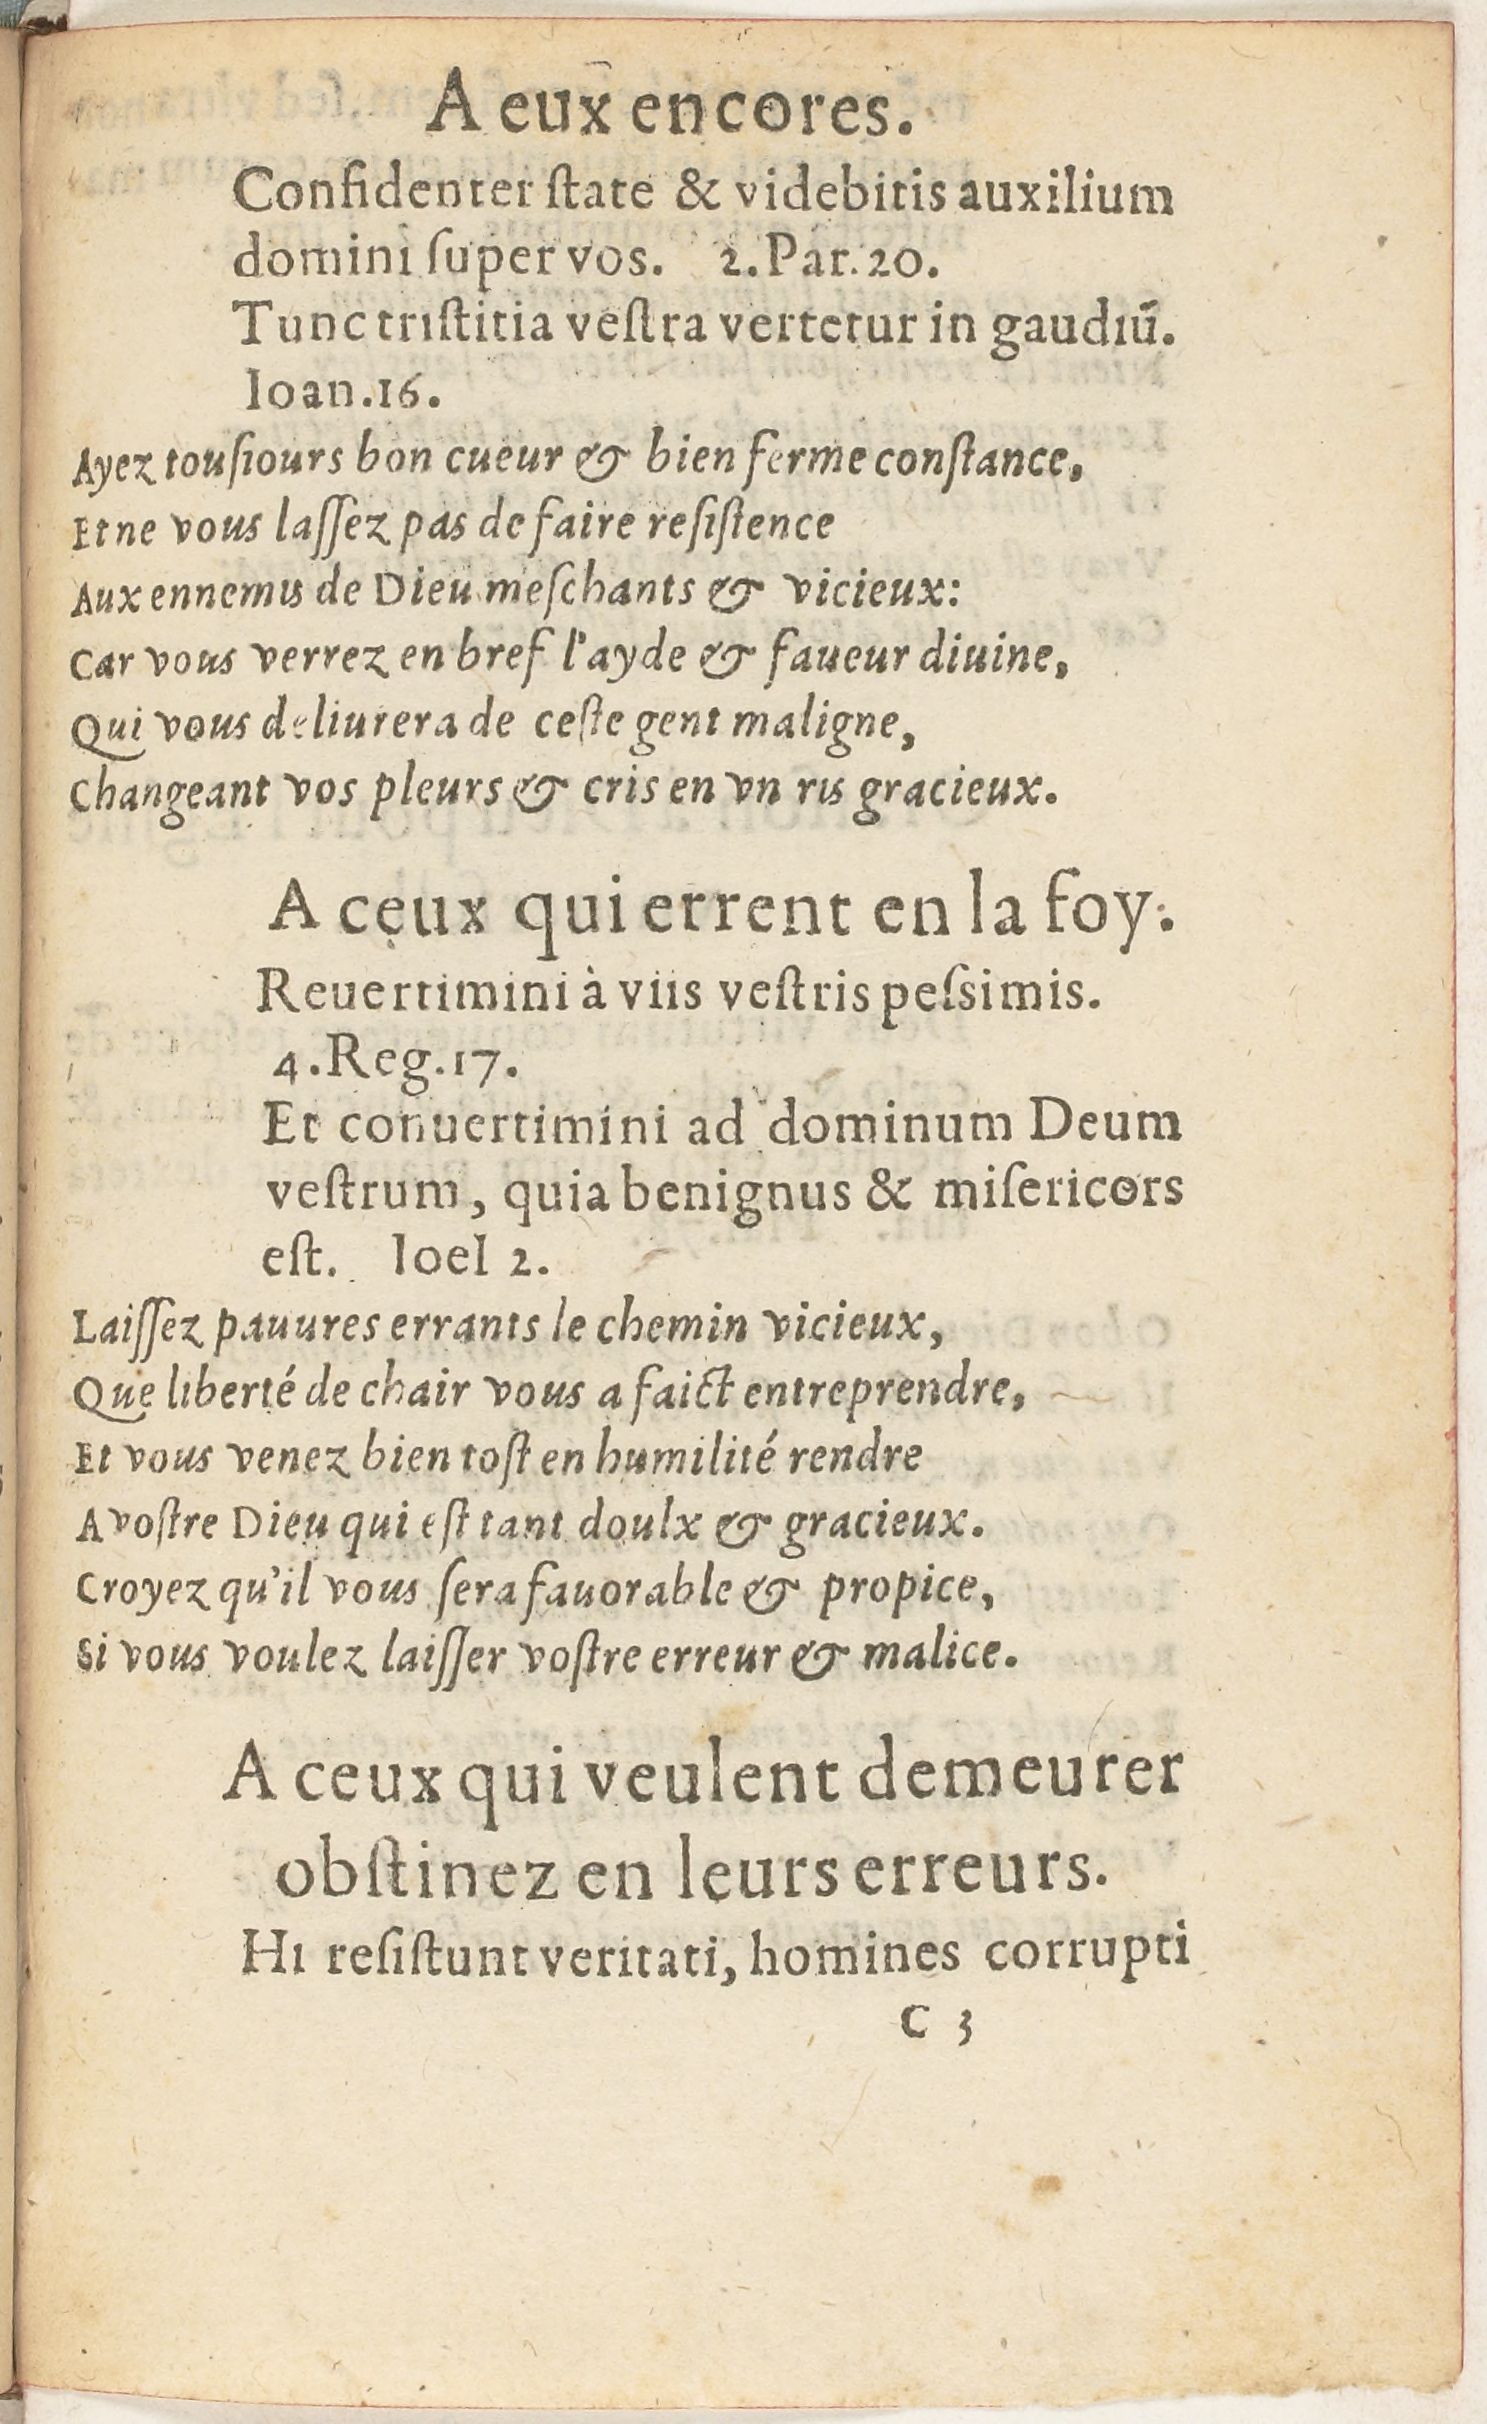 A eux encores.
Confidenter ſtate & videbitis auxilium
domini ſuper vos. 2.Par.20.
Tunc triſtitia veſtra vertetur in gaudiū.
Ioan.16.
Ayez touſiours bon cueur & bien ferme conſtance,
Et ne vous laſſez pas de faire reſiſtence
Aux ennemis de Dieu meſchants & vicieux:
Car vous verrez en bref l'ayde & faueur diuine,
Qui vous deliurera de ceſte gent maligne,
Changeant vos pleurs & cris en vn ris gracieux.
A ceux qui errent en la foy.
Reuertimini à viis veſtris peſsimis.
4.Reg.17.
Et conuertimini ad dominum Deum
veſtrum, quia benignus & miſericors
eſt. Ioel 2.
Laiſſez pauures errants le chemin vicieux,
Que liberté de chair vous a faict entreprendre,
Et vous venez bien toſt en humilité rendre
A voſtre Dieu qui eſt tant doulx & gracieux.
Croyez qu'il vous ſera fauorable & propice,
Si vous voulez laiſſer voſtre erreur & malice.
A ceux qui veulent demeurer
obſtinez en leurs erreurs.
Hi reſiſtunt veritati, homines corrupti
C 3